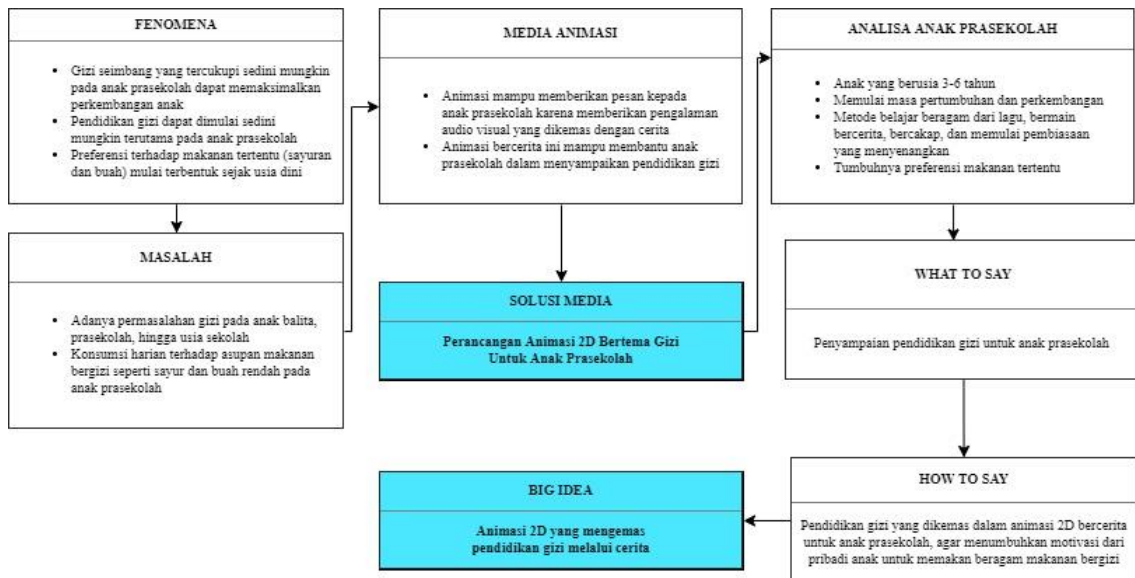 FENOMENA
• Gizi seimbang yang tercukupi sedini mungkin
pada anak prasekolah dapat memaksimalkan
perkembangan anak
• Pendidikan gizi dapat dimulai sedini
mungkin terutama pada anak prasekolah
• Preferensi terhadap makanan tertentu (sayuran
dan buah) mulai terbentuk sejak usia dini
MASALAH
• Adanya permasalahan gizi pada anak balita,
prasekolah, hingga usia sekolah
• Konsumsi harian terhadap asupan makanan
bergizi seperti sayur dan buah rendah pada
anak prasekolah
MEDIA ANIMASI
• Animasi mampu memberikan pesan kepada
anak prasekolah karena memberikan pengalaman
audio visual yang dikemas dengan cerita
• Animasi bercerita ini mampu membantu anak
prasekolah dalam menyampaikan pendidikan gizi
SOLUSI MEDIA
Perancangan Animasi 2D Bertema Gizi
Untuk Anak Prasekolah
ANALISA ANAK PRASEKOLAH
• Anak yang berusia 3-6 tahun
• Memulai masa pertumbuhan dan perkembangan
• Metode belajar beragam dari lagu, bermain
bercerita, bercakap, dan memulai pembiasaan
yang menyenangkan
• Tumbuhnya preferensi makanan tertentu
WHAT TO SAY
Penyampaian pendidikan gizi untuk anak prasekolah
HOW TO SAY
Pendidikan gizi yang dikemas dalam animasi 2D bercerita
untuk anak prasekolah, agar menumbuhkan motivasi dari
pribadi anak untuk memakan beragam makanan bergizi
BIG IDEA
Animasi 2D yang mengemas
pendidikan gizi melalui cerita